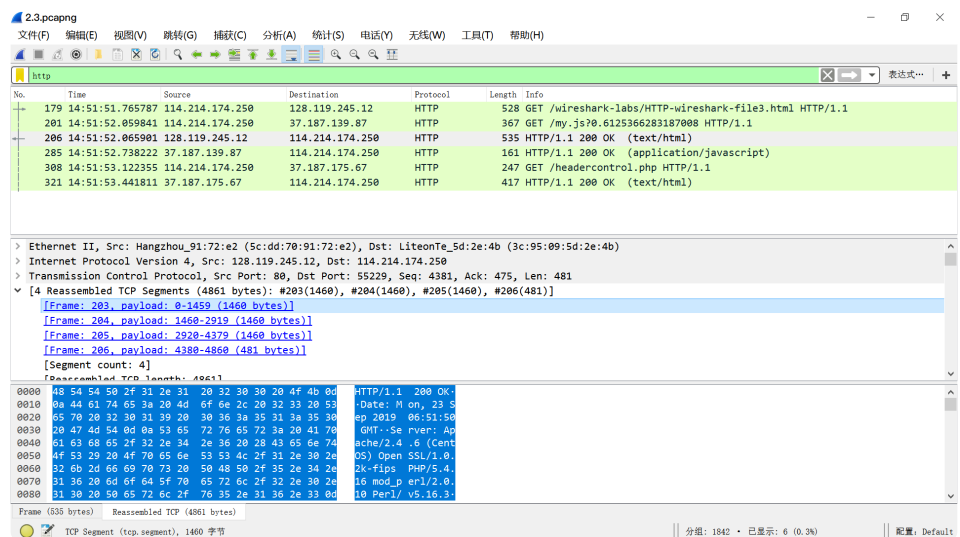 2.3.pcapng
文件(F) 编辑(E) 视图(V) 跳转(G) 捕获(C) 分析(A) 统计(S) 电话(Y) 无线(W) 工具(T) 帮助(H)
http 表达式…
No. Time Source Destination Protocol Length Info
179 14:51:51.765787 114.214.174.250 128.119.245.12 HTTP 528 GET /wireshark-labs/HTTP-wireshark-file3.html HTTP/1.1
201 14:51:52.059841 114.214.174.250 37.187.139.87 HTTP 367 GET /my.js?0.6125366283187008 HTTP/1.1
206 14:51:52.065901 128.119.245.12 114.214.174.250 HTTP 535 HTTP/1.1 200 OK (text/html)
285 14:51:52.738222 37.187.139.87 114.214.174.250 HTTP 161 HTTP/1.1 200 OK (application/javascript)
308 14:51:53.122355 114.214.174.250 37.187.175.67 HTTP 247 GET /headercontrol.php HTTP/1.1
321 14:51:53.441811 37.187.175.67 114.214.174.250 HTTP 417 HTTP/1.1 200 OK (text/html)
> Ethernet II, Src: Hangzhou_91:72:e2 (5c:dd:70:91:72:e2), Dst: LiteonTe_5d:2e:4b (3c:95:09:5d:2e:4b)
> Internet Protocol Version 4, Src: 128.119.245.12, Dst: 114.214.174.250
> Transmission Control Protocol, Src Port: 80, Dst Port: 55229, Seq: 4381, Ack: 475, Len: 481
[4 Reassembled TCP Segments (4861 bytes): #203(1460), #204(1460), #205(1460), #206(481)]
[Frame: 203, payload: 0-1459 (1460 bytes)]
[Frame: 204, payload: 1460-2919 (1460 bytes)]
[Frame: 205, payload: 2920-4379 (1460 bytes)]
[Frame: 206, payload: 4380-4860 (481 bytes)]
[Segment count: 4]
[Reassembled TCP length: 4861]
0000 48 54 54 50 2f 31 2e 31 20 32 30 30 20 4f 4b 0d HTTP/1.1 200 OK·
0010 0a 44 61 74 65 3a 20 4d 6f 6e 2c 20 32 33 20 53 ·Date: M on, 23 S
0020 65 70 20 32 30 31 39 20 30 36 3a 35 31 3a 35 30 ep 2019 06:51:50
0030 20 47 4d 54 0d 0a 53 65 72 76 65 72 3a 20 41 70 GMT··Se rver: Ap
0040 61 63 68 65 2f 32 2e 34 2e 36 20 28 43 65 6e 74 ache/2.4 .6 (Cent
0050 4f 53 29 20 4f 70 65 6e 53 53 4c 2f 31 2e 30 2e OS) Open SSL/1.0.
0060 32 6b 2d 66 69 70 73 20 50 48 50 2f 35 2e 34 2e 2k-fips PHP/5.4.
0070 31 36 20 6d 6f 64 5f 70 65 72 6c 2f 32 2e 30 2e 16 mod_p erl/2.0.
0080 31 30 20 50 65 72 6c 2f 76 35 2e 31 36 2e 33 0d 10 Perl/ v5.16.3·
Frame (535 bytes) Reassembled TCP (4861 bytes)
TCP Segment (tcp.segment), 1460 字节 分组: 1842 · 已显示: 6 (0.3%) 配置: Default